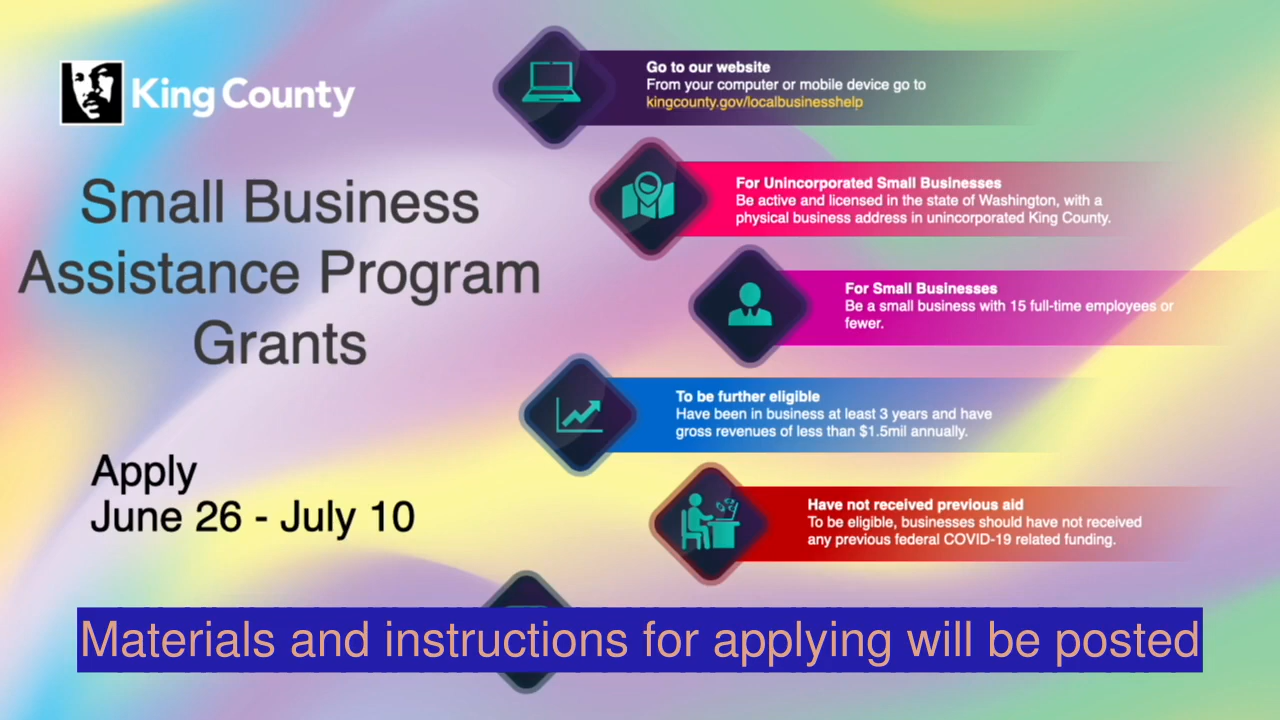 King County
Small Business
Assistance Program
Grants
Apply
June 26 - July 10
Go to our website
From your computer or mobile device go to
kingcounty.gov/localbusinesshelp
For Unincorporated Small Businesses
Be active and licensed in the state of Washington, with a
physical business address in unincorporated King County.
For Small Businesses
Be a small business with 15 full-time employees or
fewer.
To be further eligible
Have been in business at least 3 years and have
gross revenues of less than $1.5mil annually.
Have not received previous aid
To be eligible, businesses should have not received
any previous federal COVID-19 related funding.
Materials and instructions for applying will be posted